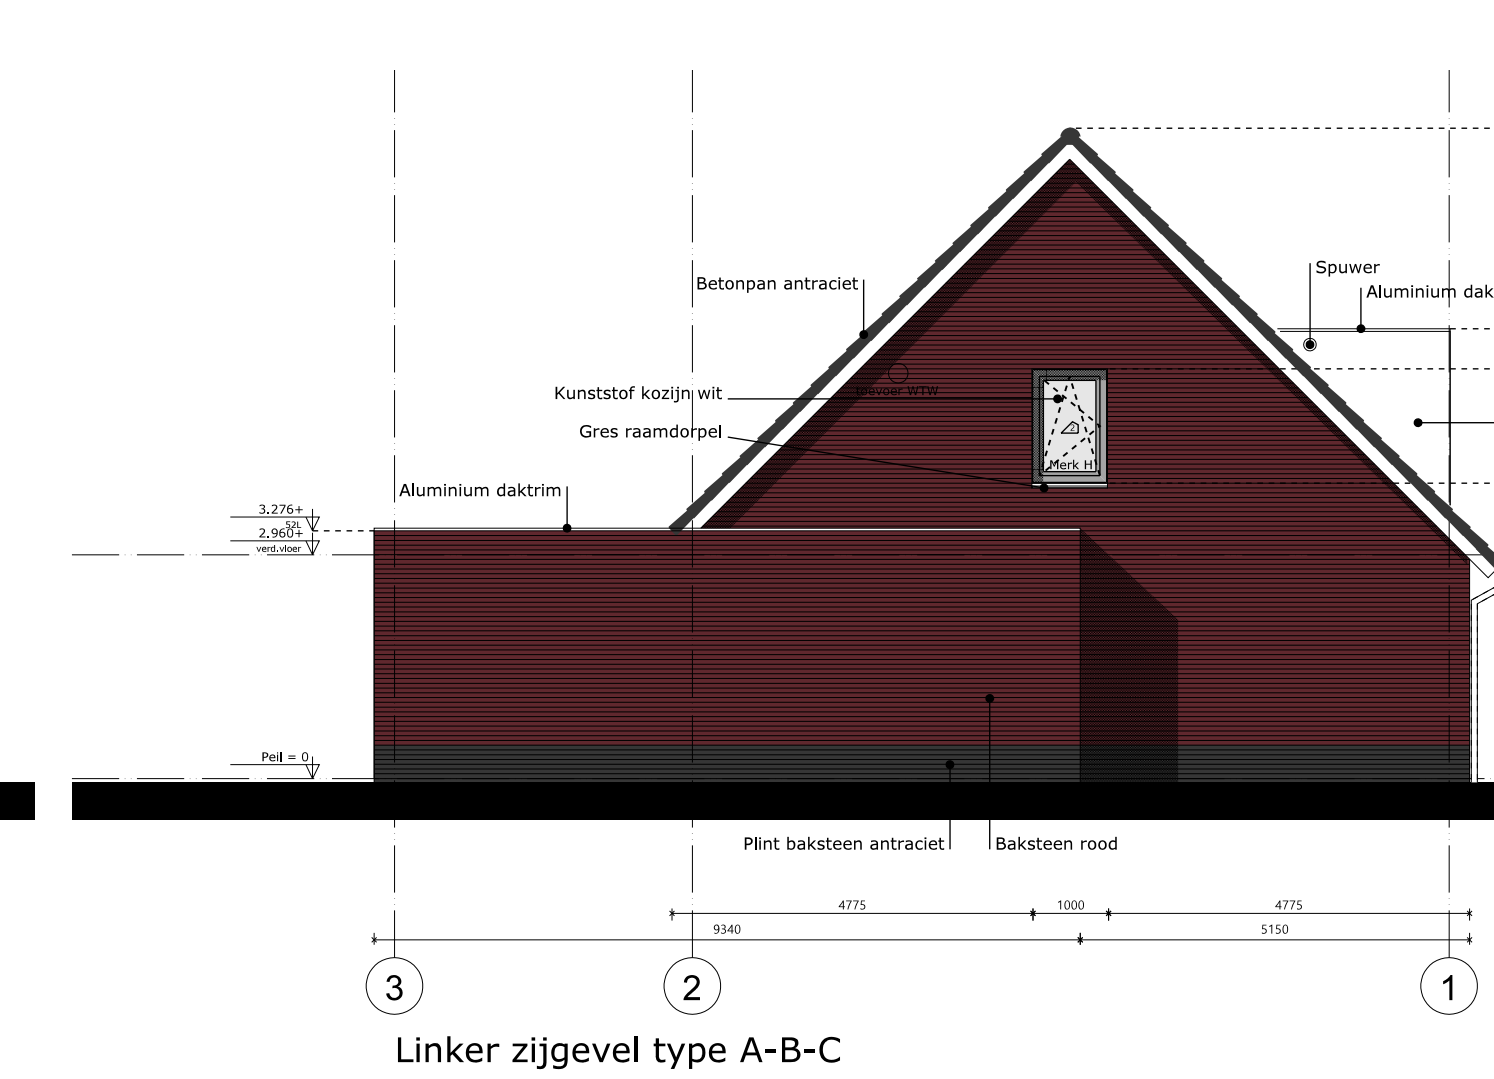 Spuwer
Betonpan antraciet
Aluminium dak
Kunststof kozijn wit
toevoer WTW
Gres raamdorpel
2
Merk H
Aluminium daktrim
3.276+
52L
2.960+
verd.vloer
Peil = 0
Plint baksteen antraciet
Baksteen rood
4775
1000
4775
9340
5150
3
2
1
Linker zijgevel type A-B-C